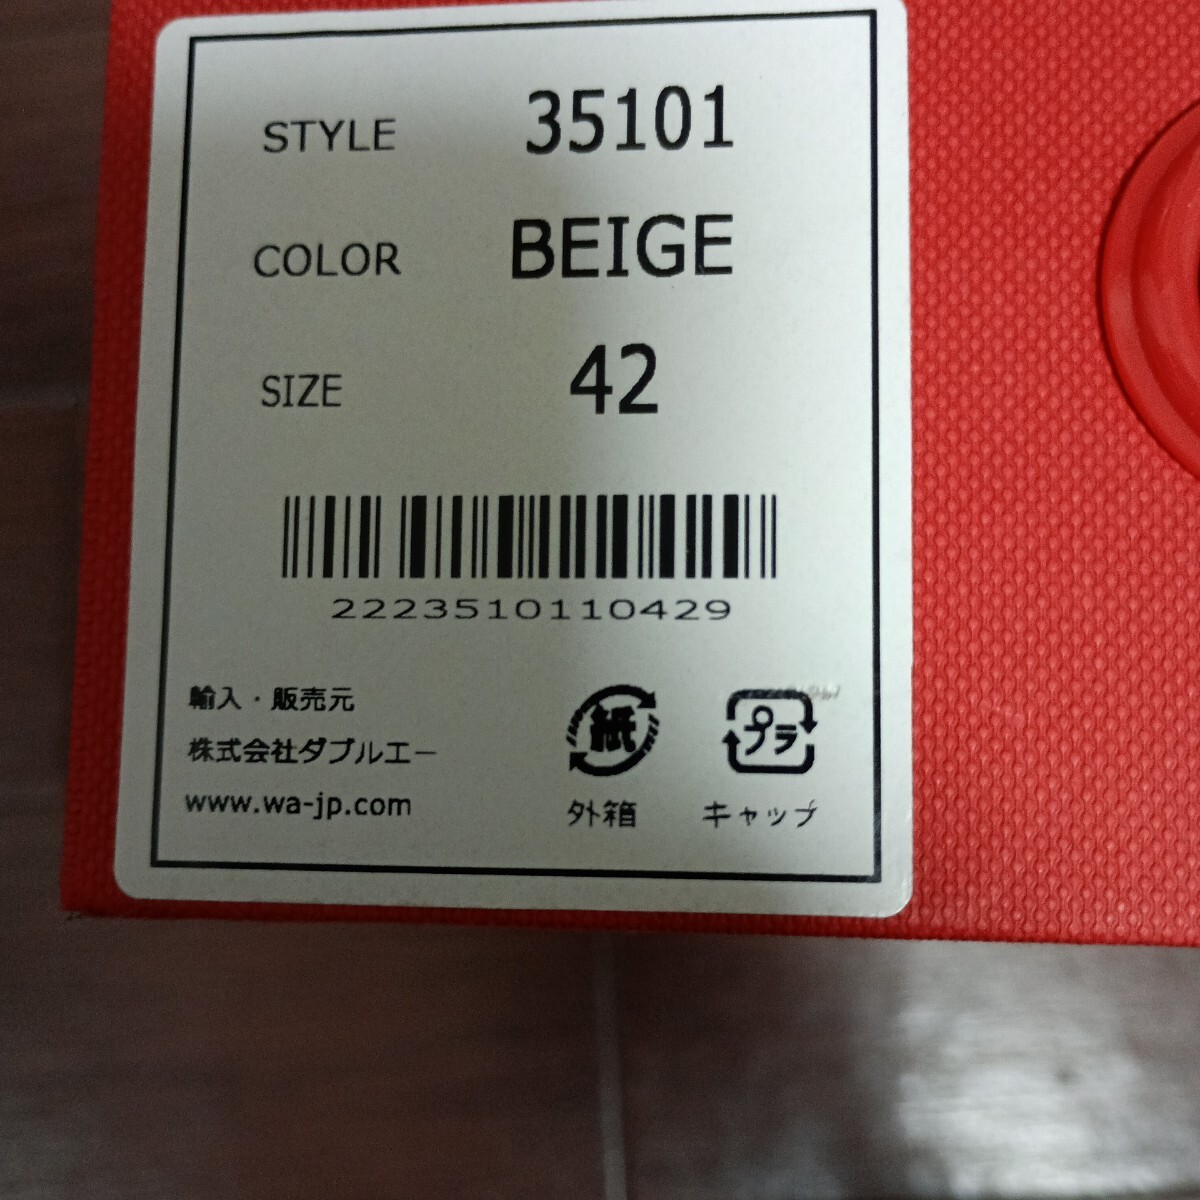 STYLE 35101
COLOR BEIGE
SIZE 42
2223510110429
輸入・販売元
株式会社ダブルエー
www.wa-jp.com
紙
外箱
プラ
キャップ